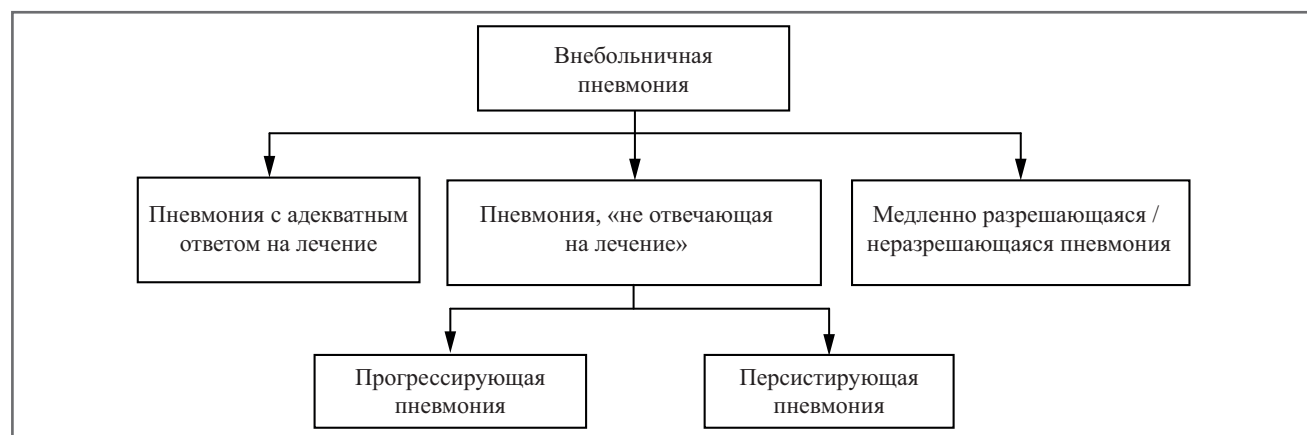 Внебольничная
пневмония
Пневмония с адекватным
ответом на лечение
Пневмония, «не отвечающая
на лечение»
Медленно разрешающаяся /
неразрешающаяся пневмония
Прогрессирующая
пневмония
Персистирующая
пневмония